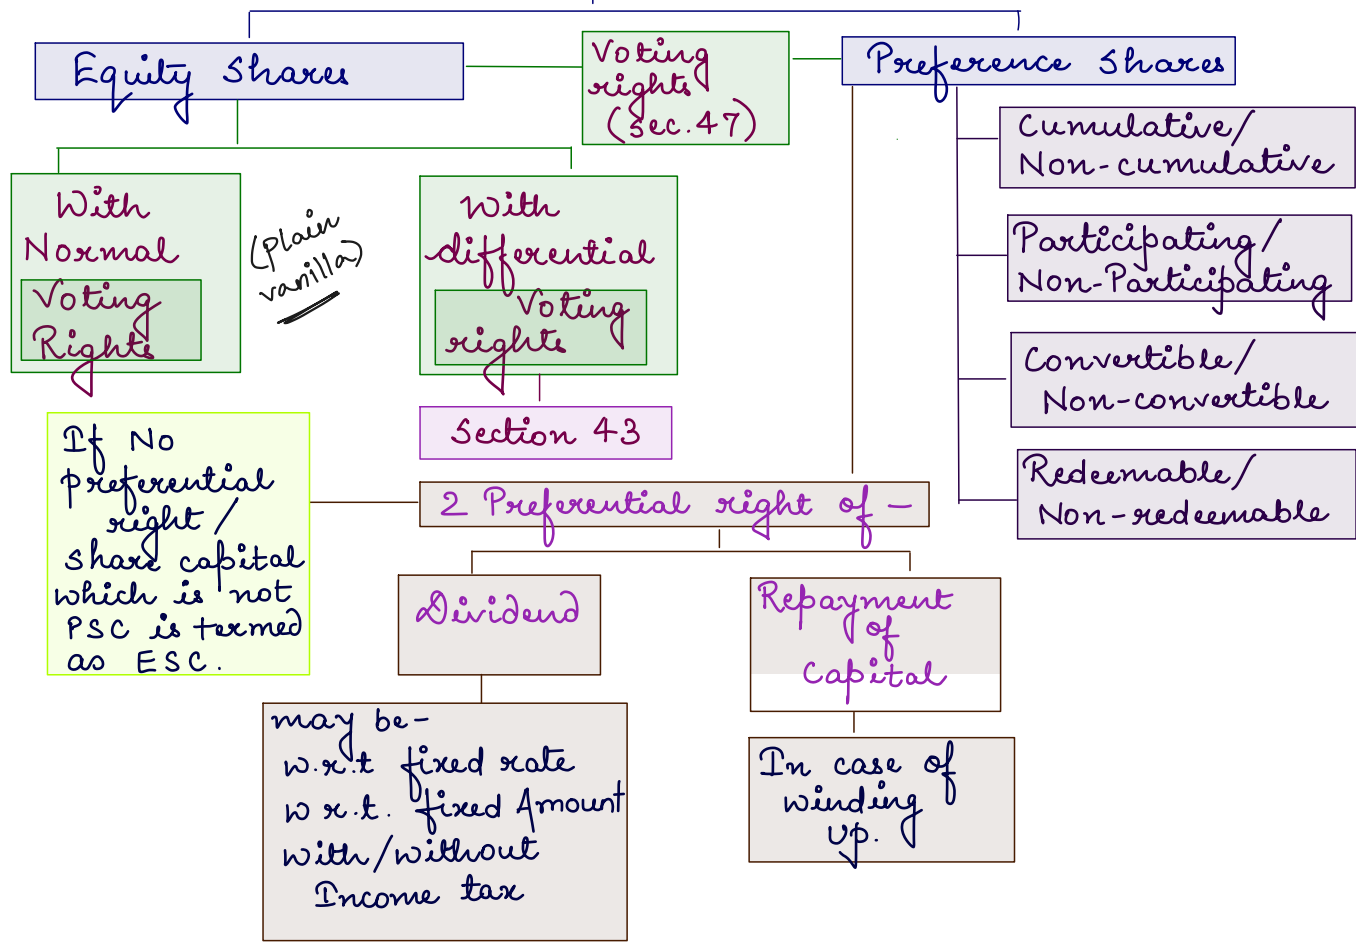 Equity Shares
Voting
rights
(sec.47)
Preference Shares
Cumulative/
Non-cumulative
Participating/
Non-Participating
Convertible/
Non-convertible
Redeemable/
Non-redeemable
With
Normal
Voting
Rights
(Plain
vanilla)
With
differential
Voting
rights
Section 43
If No
preferential
right/
Share capital
which is not
PSC is termed
as ESC.
2 Preferential right of -
Dividend
Repayment
of
Capital
may be-
w.r.t fixed rate
w r.t. fixed Amount
with/without
Income tax
In case of
winding
up.